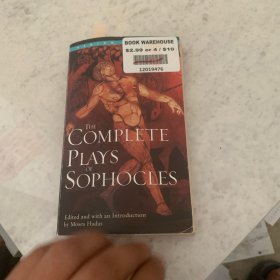 BANTAM
BOOK WAREHOUSE
$2.99 or 4 / $10
12019476
THE
COMPLETE
PLAYS
OF
SOPHOCLES
Edited and with an Introduction
by Moses Hadas